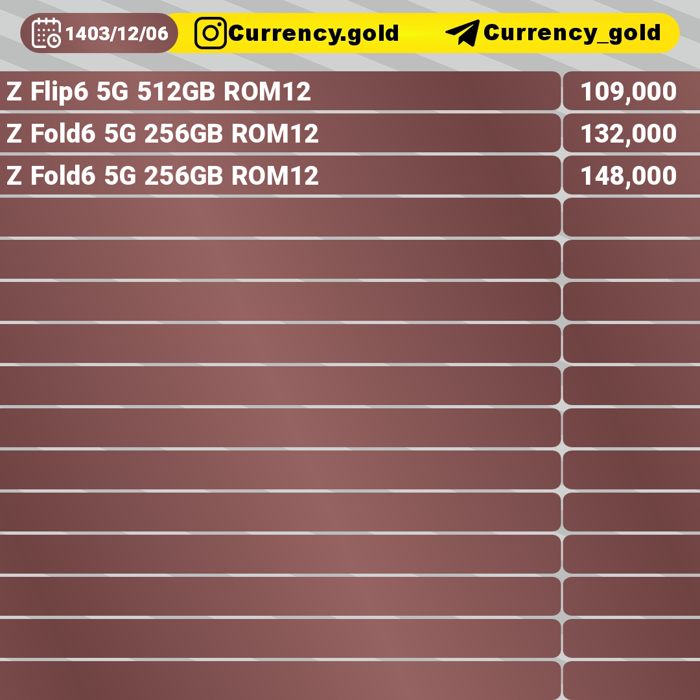 1403/12/06 Currency.gold Currency_gold
Z Flip6 5G 512GB ROM12 109,000
Z Fold6 5G 256GB ROM12 132,000
Z Fold6 5G 256GB ROM12 148,000